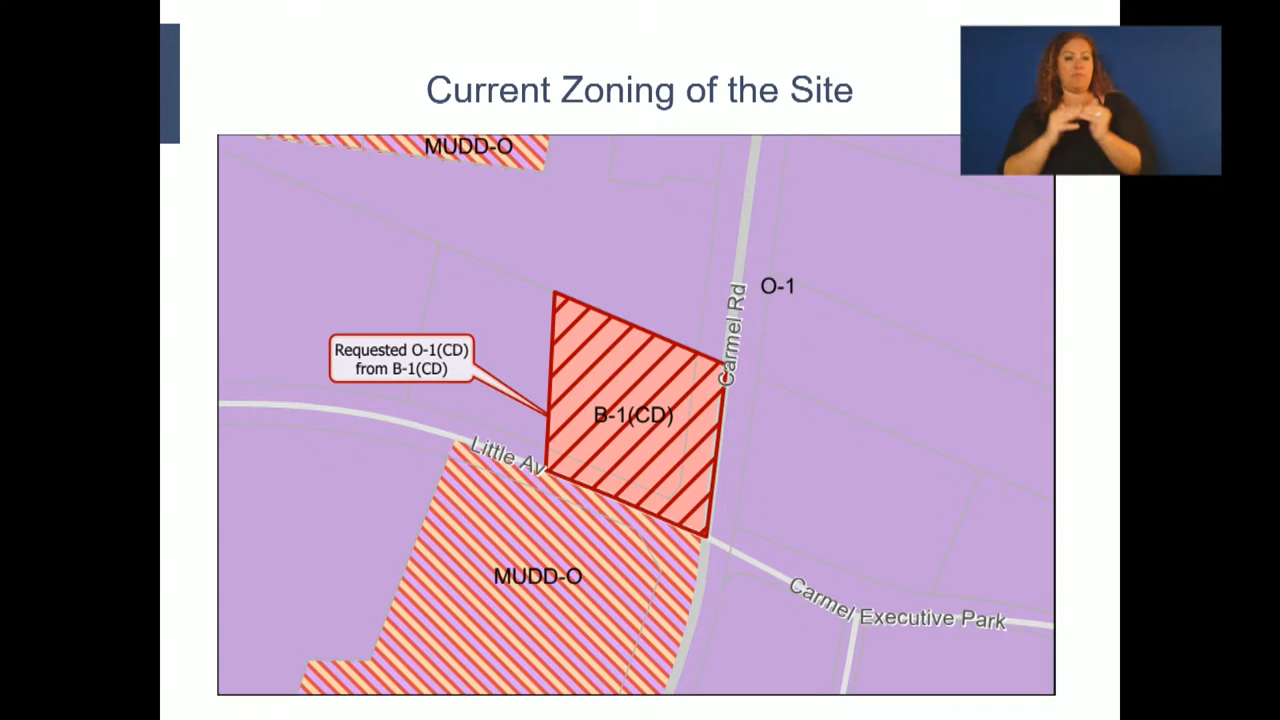 Current Zoning of the Site
MUDD-O
O-1
Carmel Rd
Requested O-1(CD)
from B-1(CD)
B-1(CD)
Little Av
MUDD-O
Carmel Executive Park